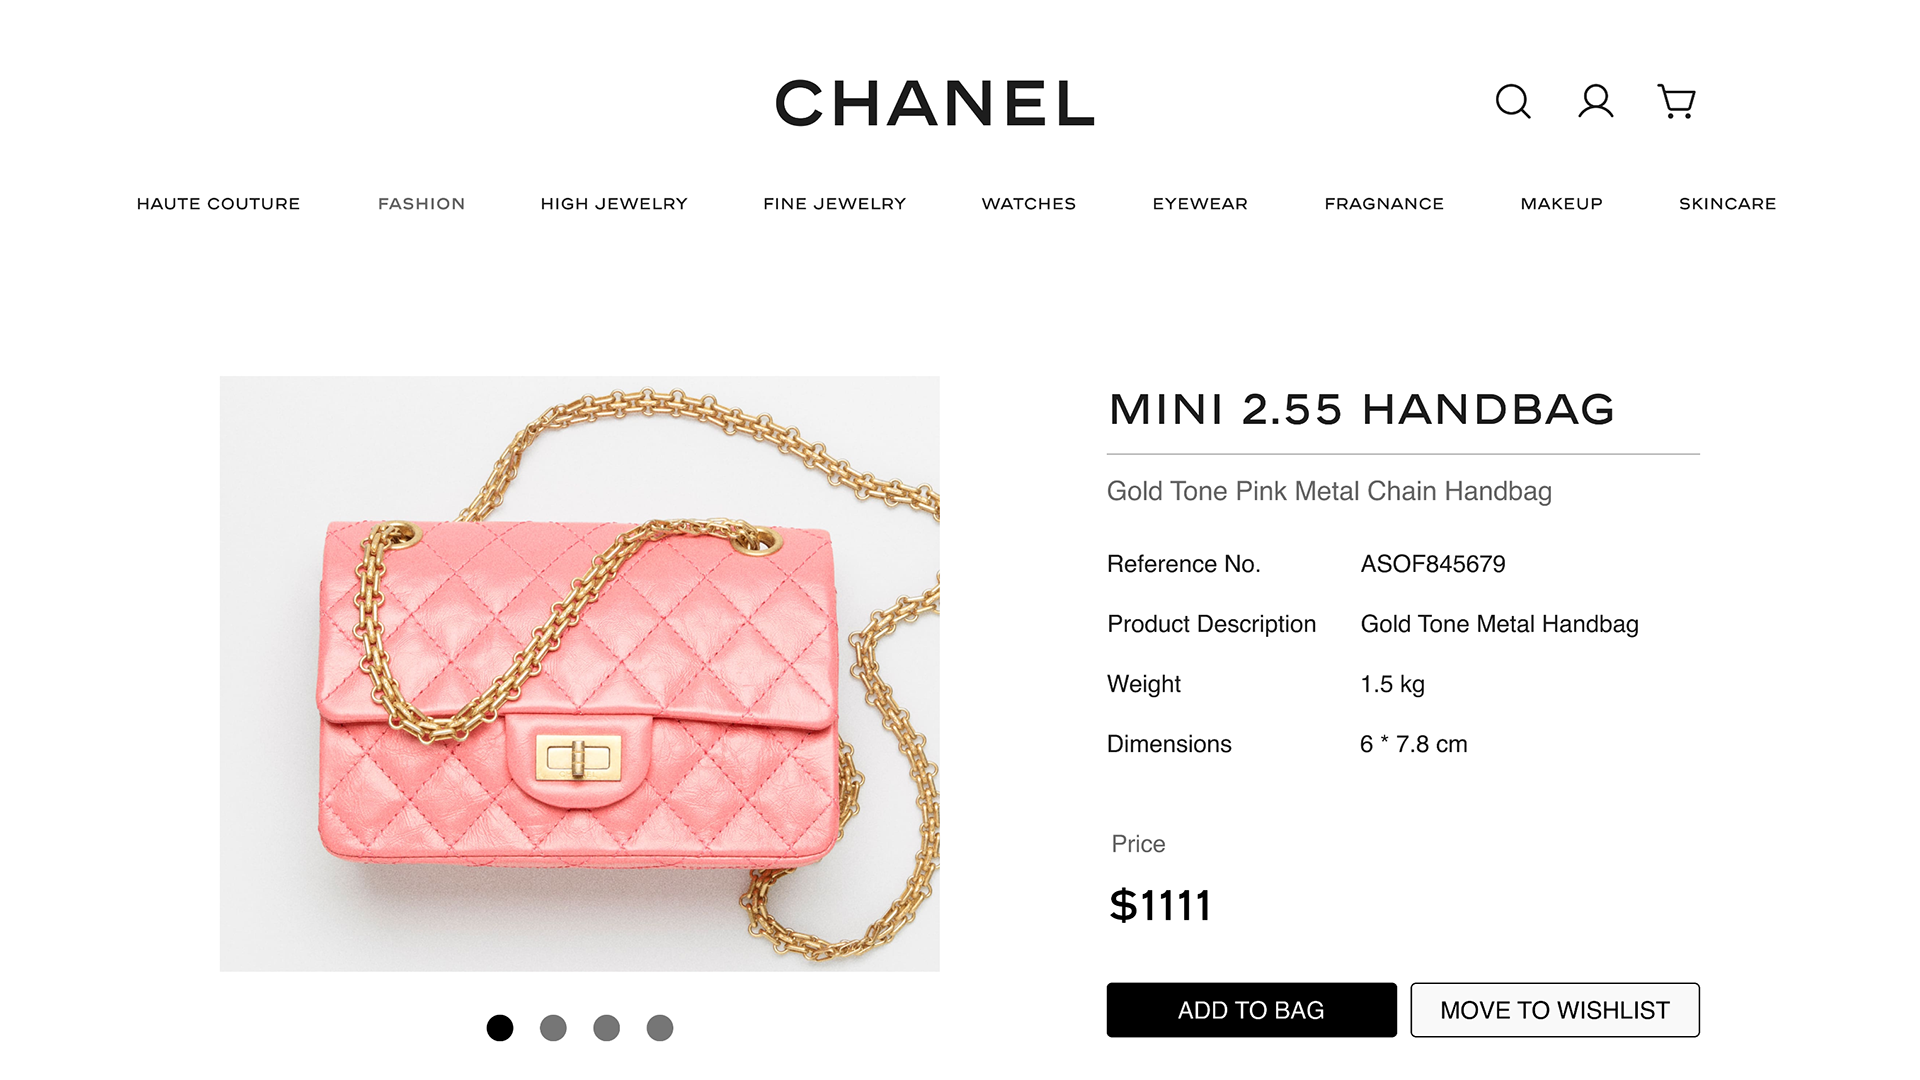 CHANEL
HAUTE COUTURE FASHION HIGH JEWELRY FINE JEWELRY WATCHES EYEWEAR FRAGNANCE MAKEUP SKINCARE
MINI 2.55 HANDBAG
Gold Tone Pink Metal Chain Handbag
Reference No. ASOF845679
Product Description Gold Tone Metal Handbag
Weight 1.5 kg
Dimensions 6 * 7.8 cm
Price
$1111
ADD TO BAG MOVE TO WISHLIST